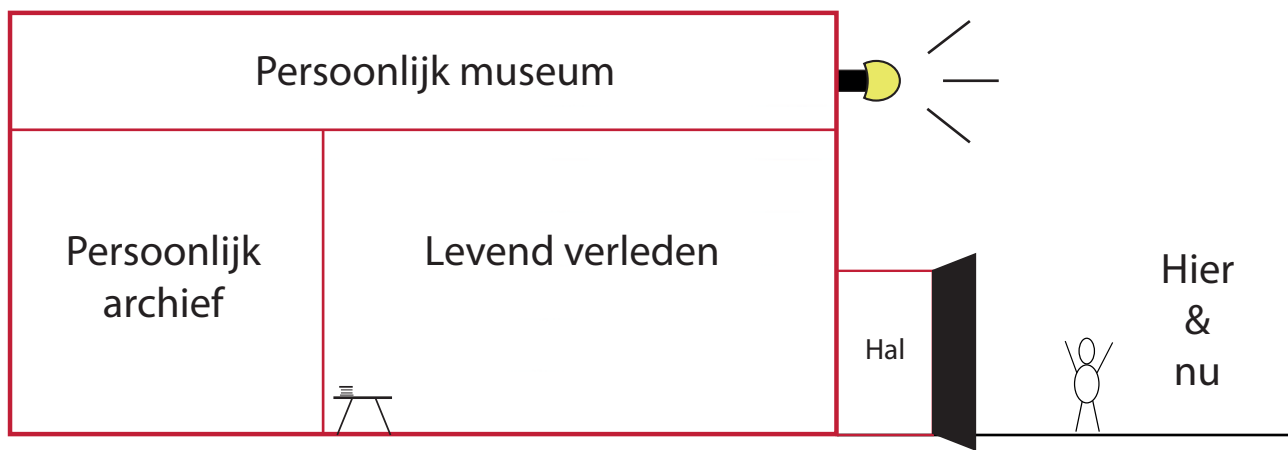 Persoonlijk museum
Persoonlijk
archief
Levend verleden
Hal
Hier
&
nu